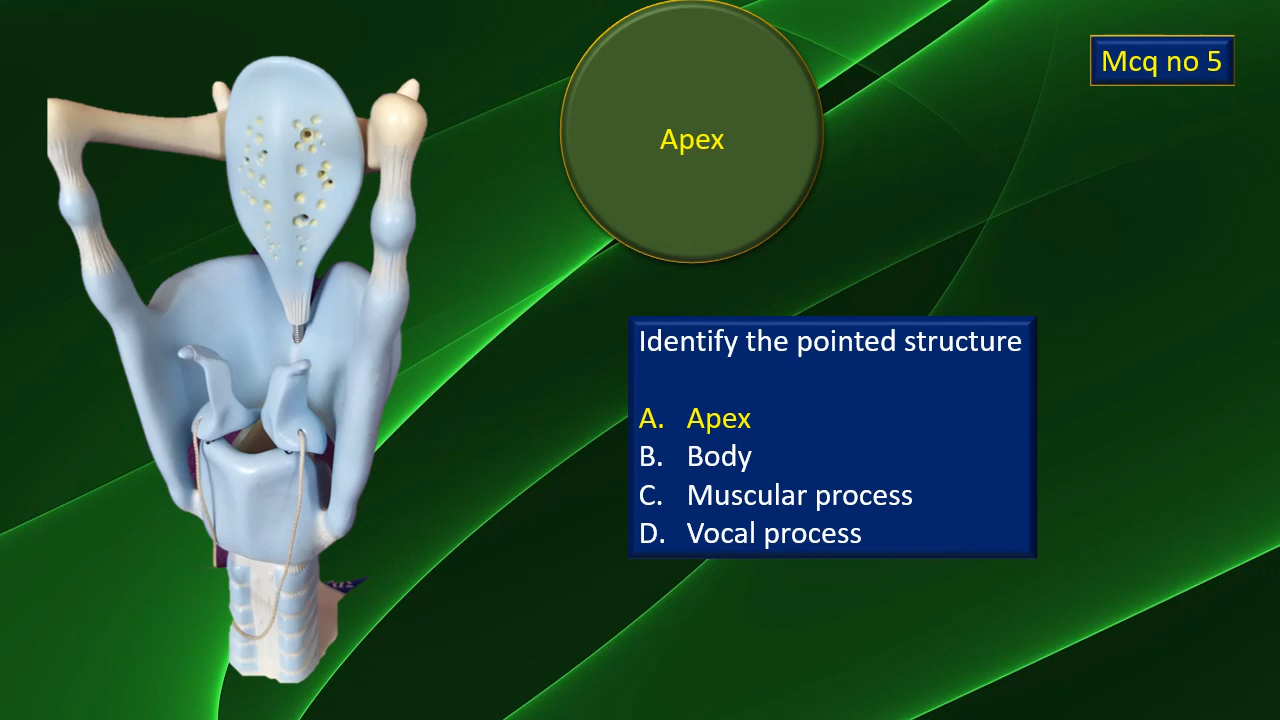 Mcq no 5
Apex
Identify the pointed structure
A. Apex
B. Body
C. Muscular process
D. Vocal process